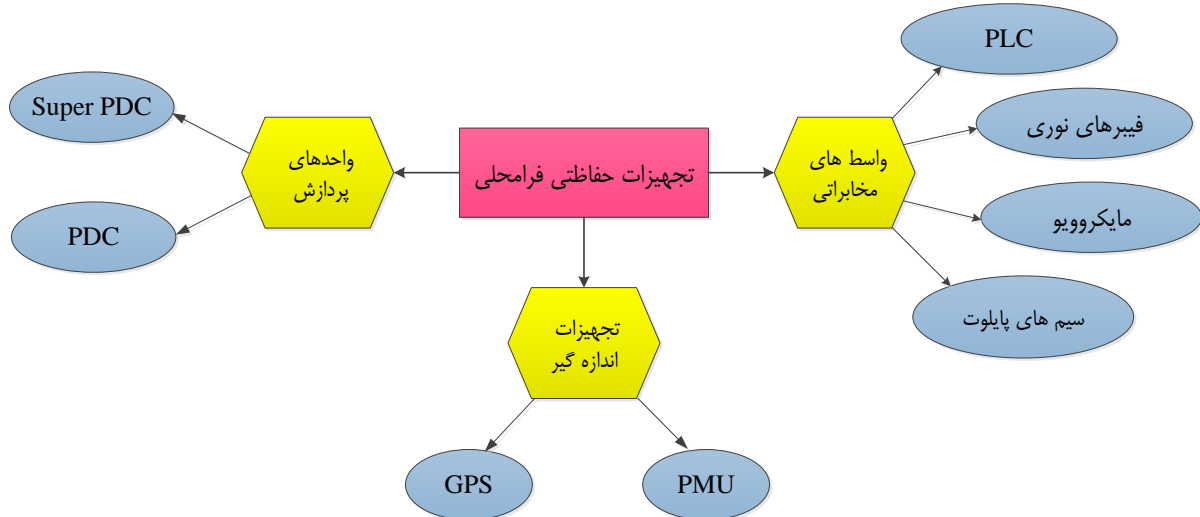 PLC
Super PDC
فیبرهای نوری
واحدهای
پردازش
تجهیزات حفاظتی فرامحلی
واسط های
مخابراتی
PDC
مایکروویو
سیم های پایلوت
تجهیزات
اندازه گیر
GPS
PMU